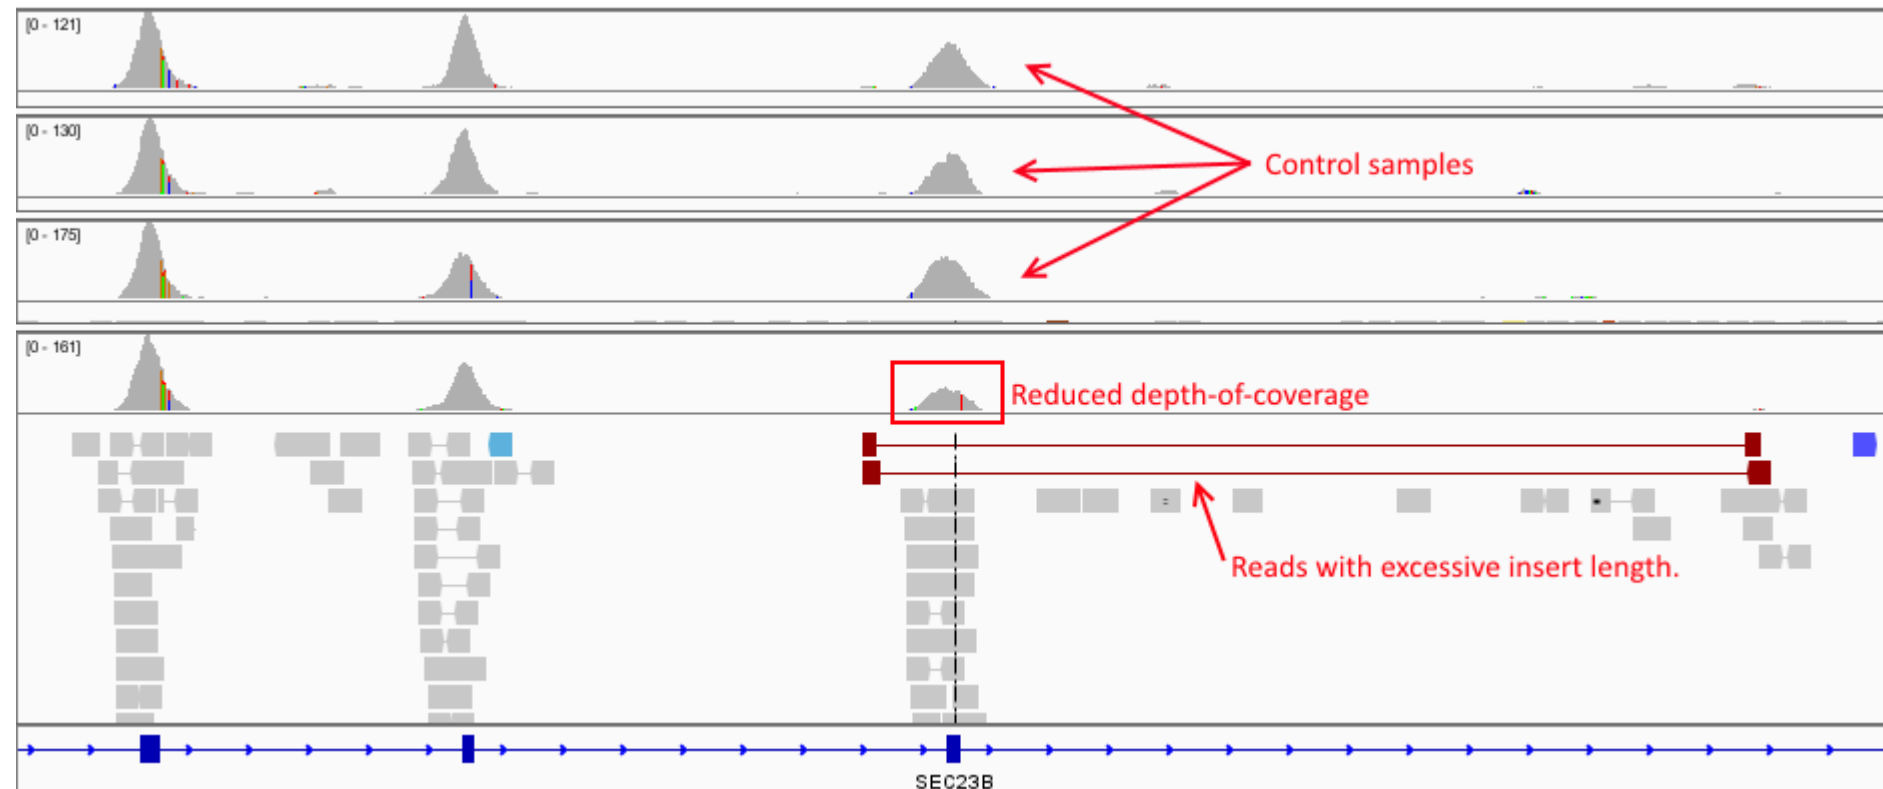 [0 - 121]
Control samples
[0 - 130]
[0 - 175]
[0 - 161]
Reduced depth-of-coverage
Reads with excessive insert length.
SEC23B